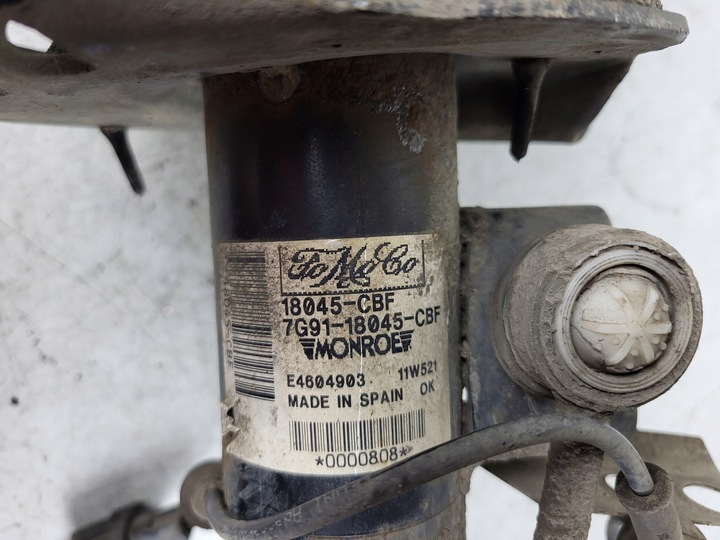 FoMoCo
18045-CBF
7G91-18045-CBF
MONROE
E4604903 11W521
MADE IN SPAIN OK
*0000808*